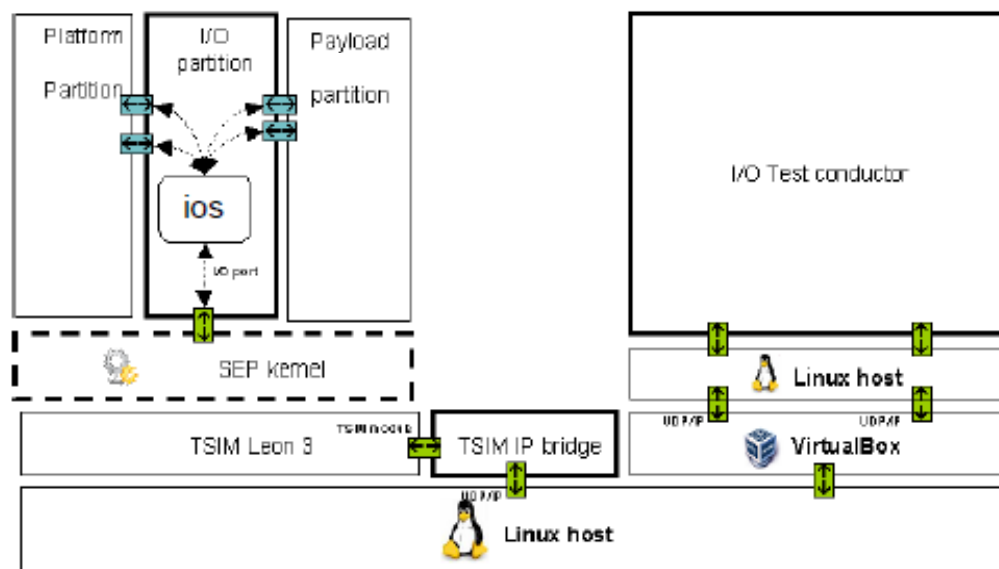 Platform
Partition
I/O
partition
Payload
partition
ios
I/O port
SEP kernel
I/O Test conductor
Linux host
UDP/IP
UDP/IP
VirtualBox
TSIM Leon 3
TSIM IP bridge
UDP/IP
Linux host